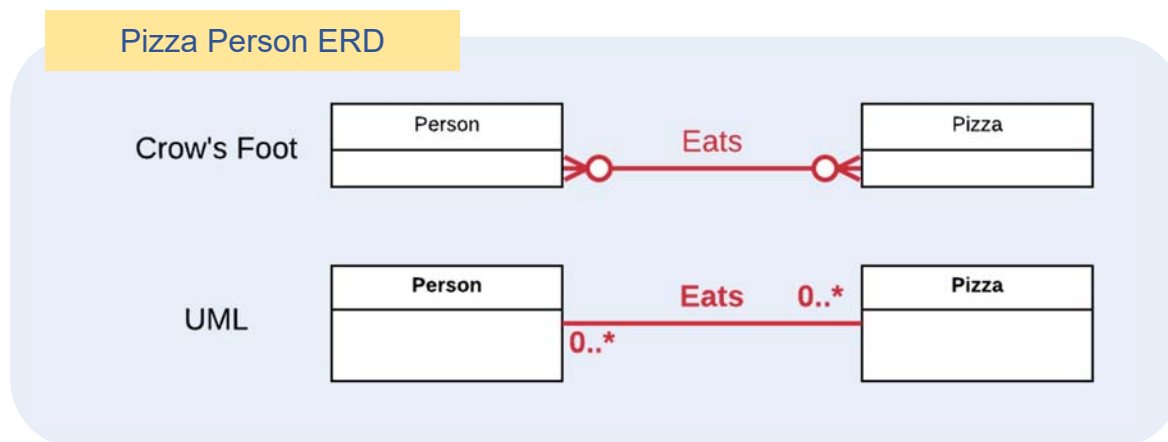 Pizza Person ERD
Crow's Foot
Person
Eats
Pizza
UML
Person
Eats
0..*
Pizza
0..*